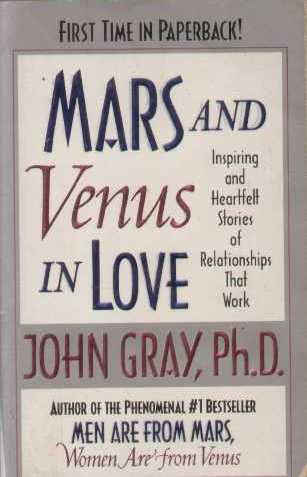 FIRST TIME IN PAPERBACK!
MARS AND
VENUS
IN LOVE
Inspiring
and
Heartfelt
Stories
of
Relationships
That
Work
JOHN GRAY, Ph.D.
AUTHOR OF THE PHENOMENAL #1 BESTSELLER
MEN ARE FROM MARS,
Women Are from Venus